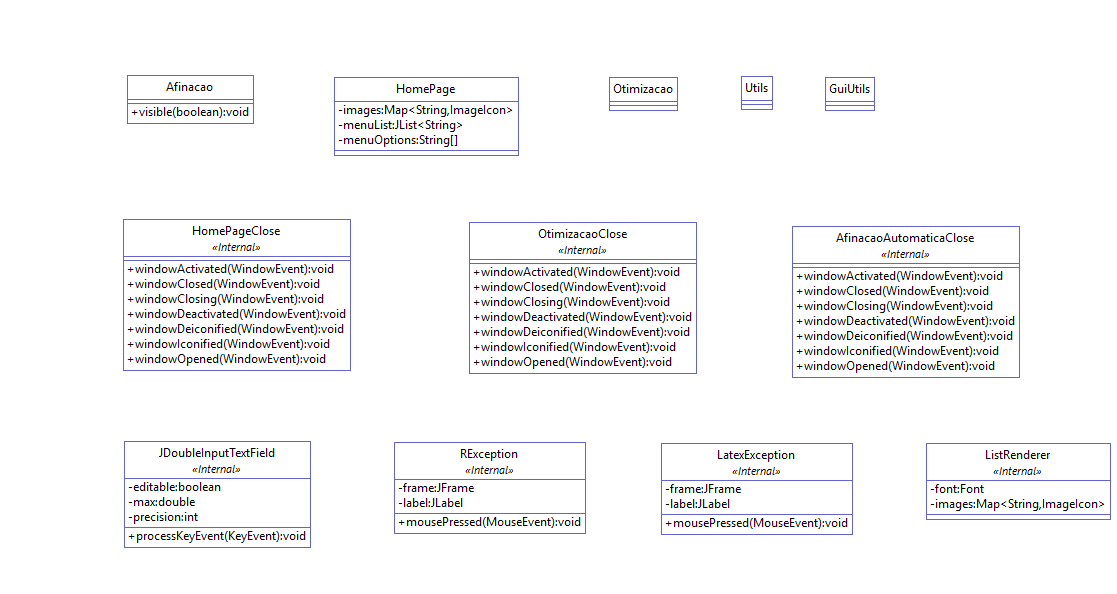 Afinacao
+visible(boolean):void
HomePage
-images:Map<String,ImageIcon>
-menuList:JList<String>
-menuOptions:String[]
Otimizacao
Utils
GuiUtils
HomePageClose
«Internal»
+windowActivated(WindowEvent):void
+windowClosed(WindowEvent):void
+windowClosing(WindowEvent):void
+windowDeactivated(WindowEvent):void
+windowDeiconified(WindowEvent):void
+windowIconified(WindowEvent):void
+windowOpened(WindowEvent):void
OtimizacaoClose
«Internal»
+windowActivated(WindowEvent):void
+windowClosed(WindowEvent):void
+windowClosing(WindowEvent):void
+windowDeactivated(WindowEvent):void
+windowDeiconified(WindowEvent):void
+windowIconified(WindowEvent):void
+windowOpened(WindowEvent):void
AfinacaoAutomaticaClose
«Internal»
+windowActivated(WindowEvent):void
+windowClosed(WindowEvent):void
+windowClosing(WindowEvent):void
+windowDeactivated(WindowEvent):void
+windowDeiconified(WindowEvent):void
+windowIconified(WindowEvent):void
+windowOpened(WindowEvent):void
JDoubleInputTextField
«Internal»
-editable:boolean
-max:double
-precision:int
+processKeyEvent(KeyEvent):void
RException
«Internal»
-frame:JFrame
-label:JLabel
+mousePressed(MouseEvent):void
LatexException
«Internal»
-frame:JFrame
-label:JLabel
+mousePressed(MouseEvent):void
ListRenderer
«Internal»
-font:Font
-images:Map<String,ImageIcon>